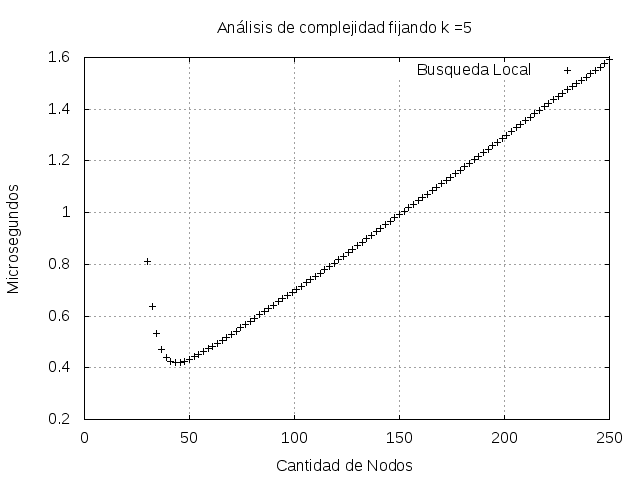 Análisis de complejidad fijando k =5
Busqueda Local
Microsegundos
1.6
1.4
1.2
1
0.8
0.6
0.4
0.2
0 50 100 150 200 250
Cantidad de Nodos